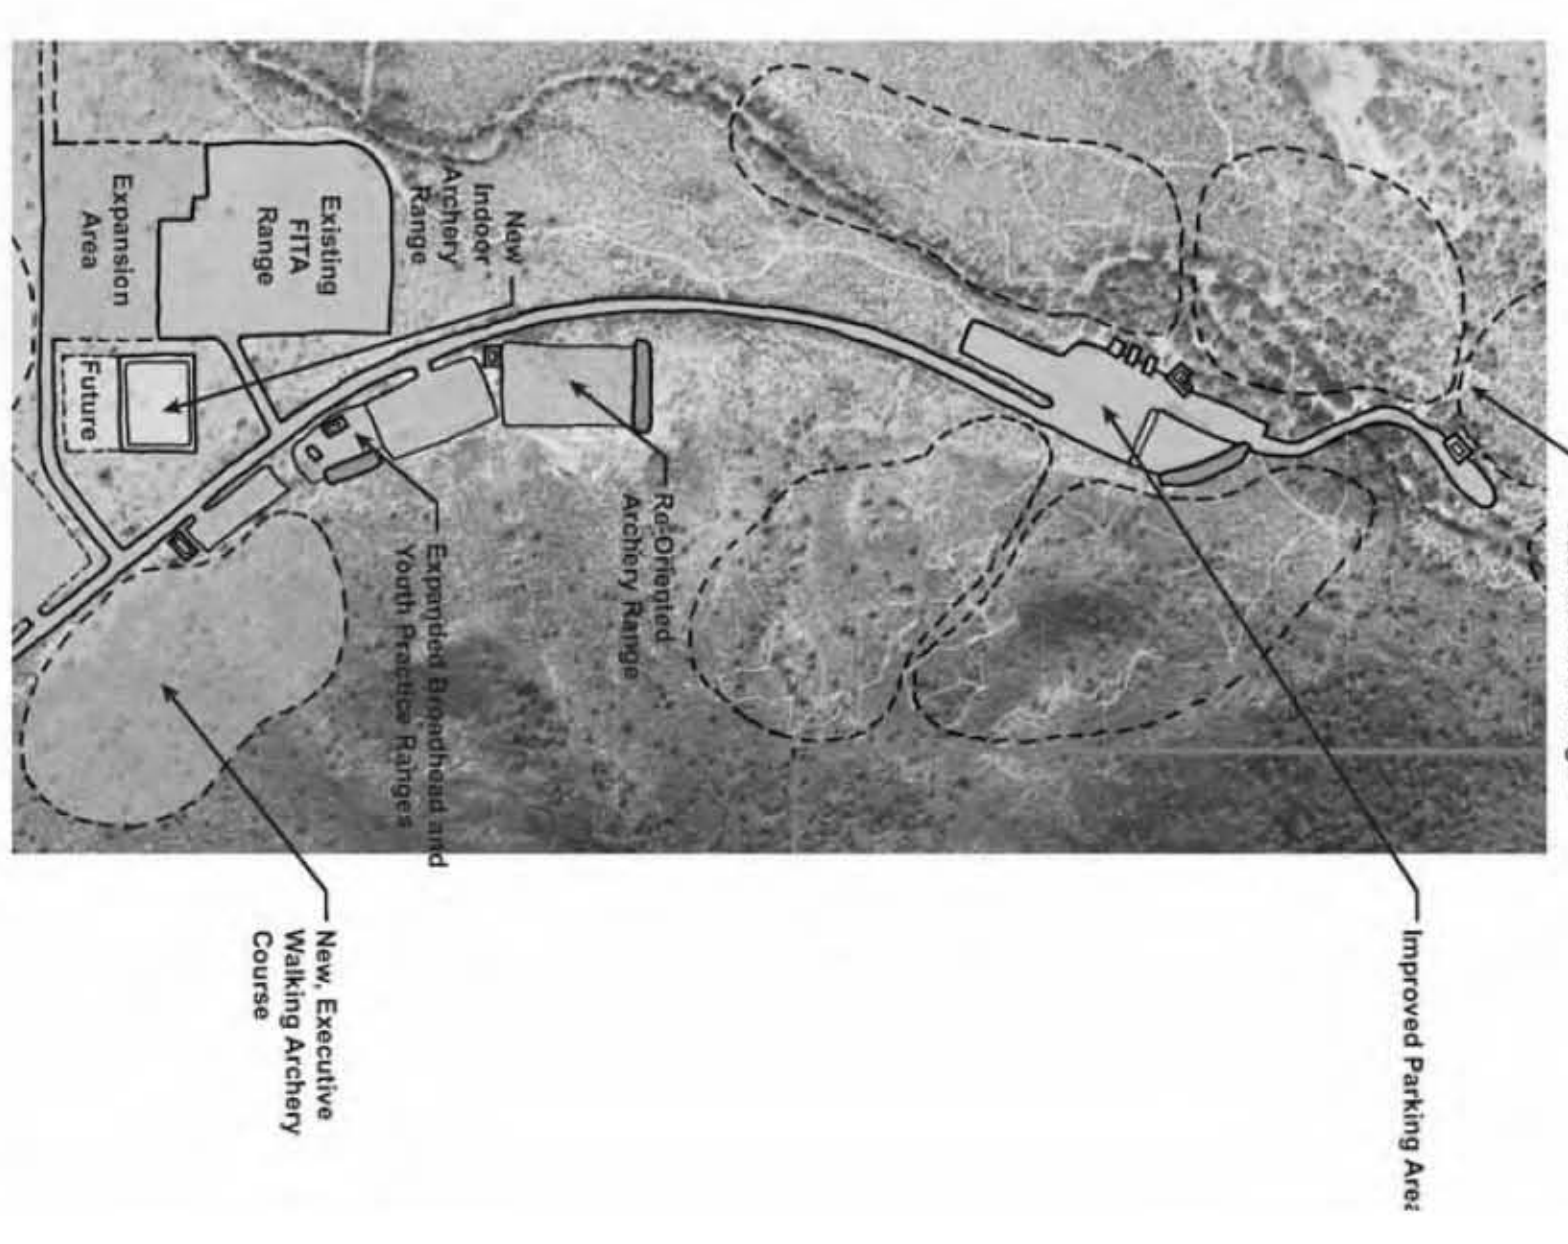 Existing
FITA
Range
Expansion
Area
Future
New
Indoor
Archery
Range
Re-Oriented
Archery Range
Expanded Broadhead and
Youth Practice Ranges
New, Executive
Walking Archery
Course
Improved Parking Area